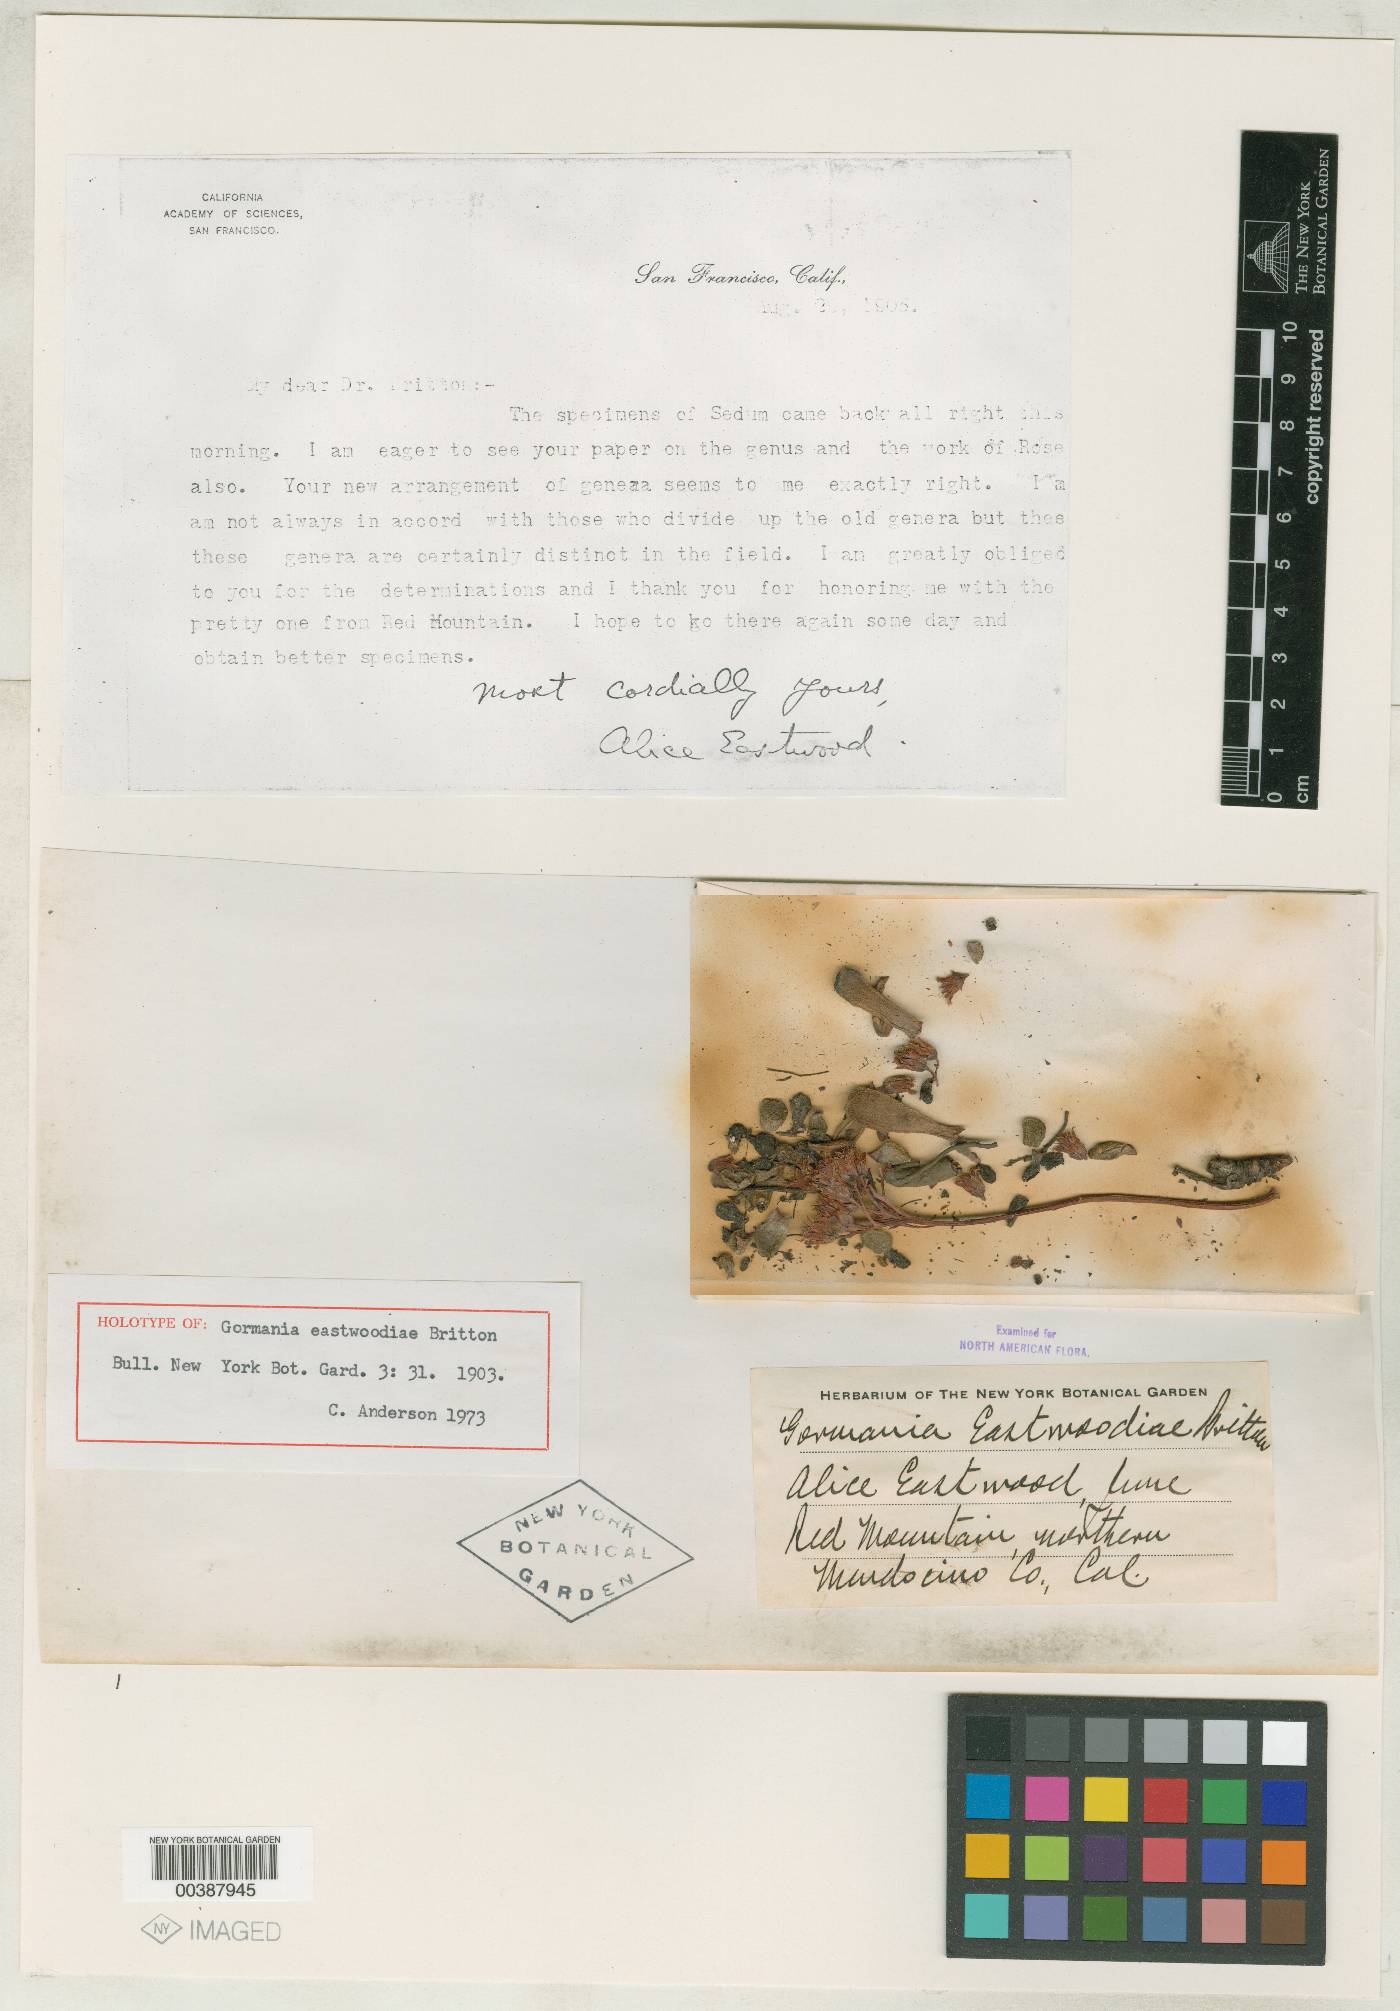 CALIFORNIA
ACADEMY OF SCIENCES,
SAN FRANCISCO.
San Francisco, Calif.,
My dear Dr. Britton:-
The specimens of Sedum came back all right this
morning. I am eager to see your paper on the genus and the work of Rose
also. Your new arrangement of genera seems to me exactly right. I
am not always in accord with those who divide up the old genera but thes
these genera are certainly distinct in the field. I am greatly obliged
to you for the determinations and I thank you for honoring me with the
pretty one from Red Mountain. I hope to go there again some day and
obtain better specimens.
Most cordially yours,
Alice Eastwood.
THE NEW YORK
BOTANICAL GARDEN
copyright reserved
0 1 2 3 4 5 6 7 8 9 10
cm
HOLOTYPE OF: Gormania eastwoodiae Britton
Bull. New York Bot. Gard. 3: 31. 1903.
C. Anderson 1973
NEW YORK
BOTANICAL
GARDEN
Examined for
NORTH AMERICAN FLORA.
HERBARIUM OF THE NEW YORK BOTANICAL GARDEN
Gormania Eastwoodiae Britton
Alice Eastwood, June
Red Mountain, northern
Mendocino Co., Cal.
NEW YORK BOTANICAL GARDEN
00387945
NY IMAGED